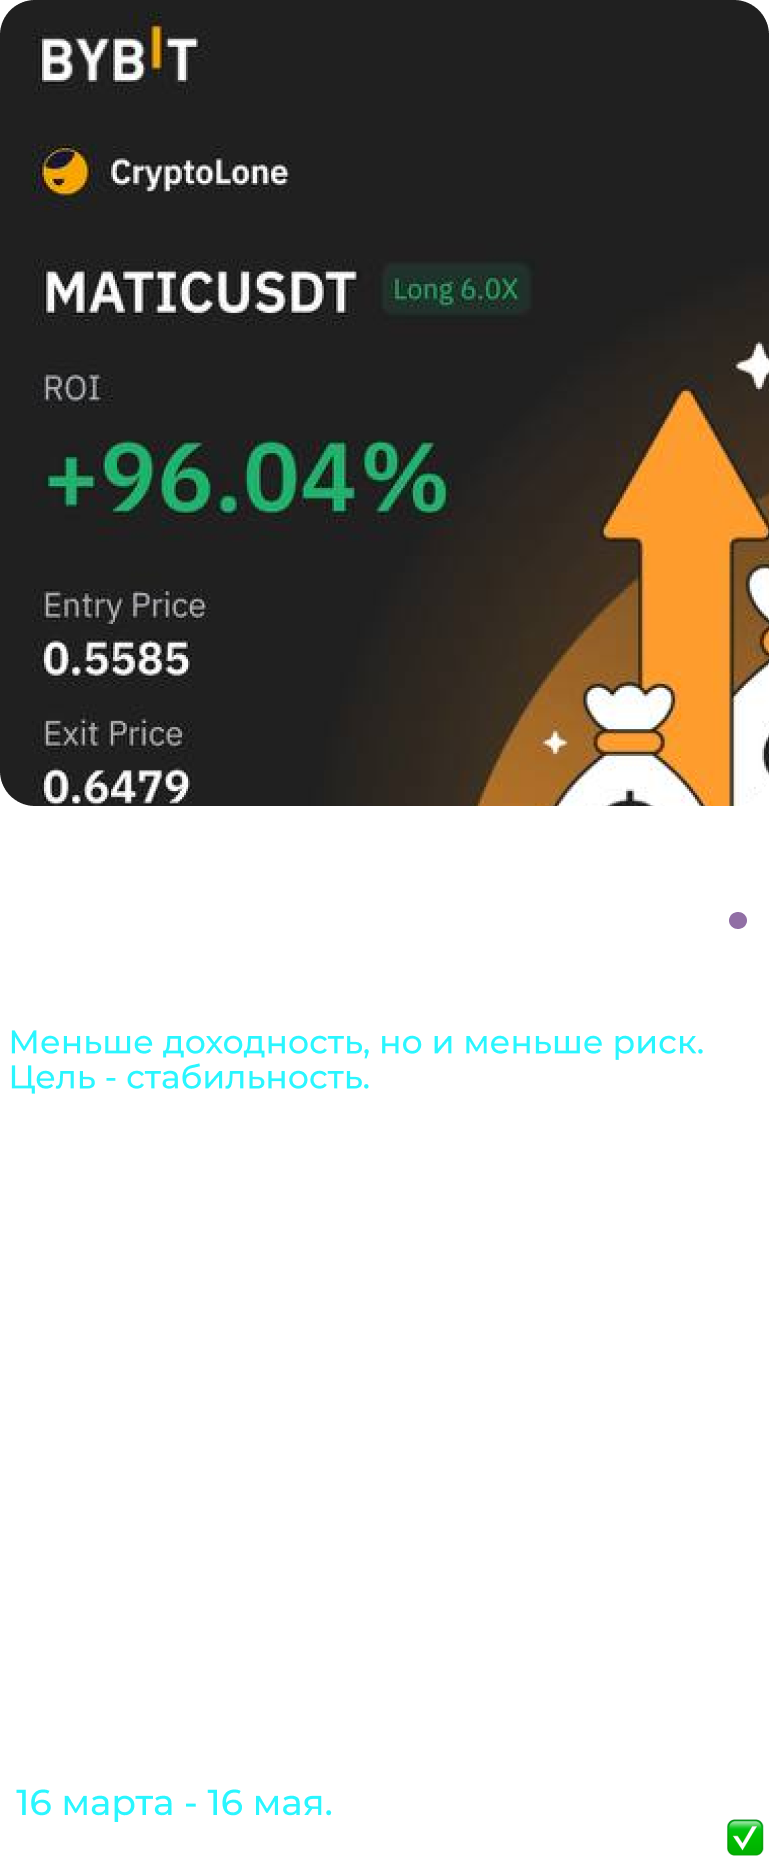 BYBIT
CryptoLone
MATICUSDT Long 6.0X
ROI
+96.04%
Entry Price
0.5585
Exit Price
0.6479
Меньше доходность, но и меньше риск.
Цель - стабильность.
16 марта - 16 мая.